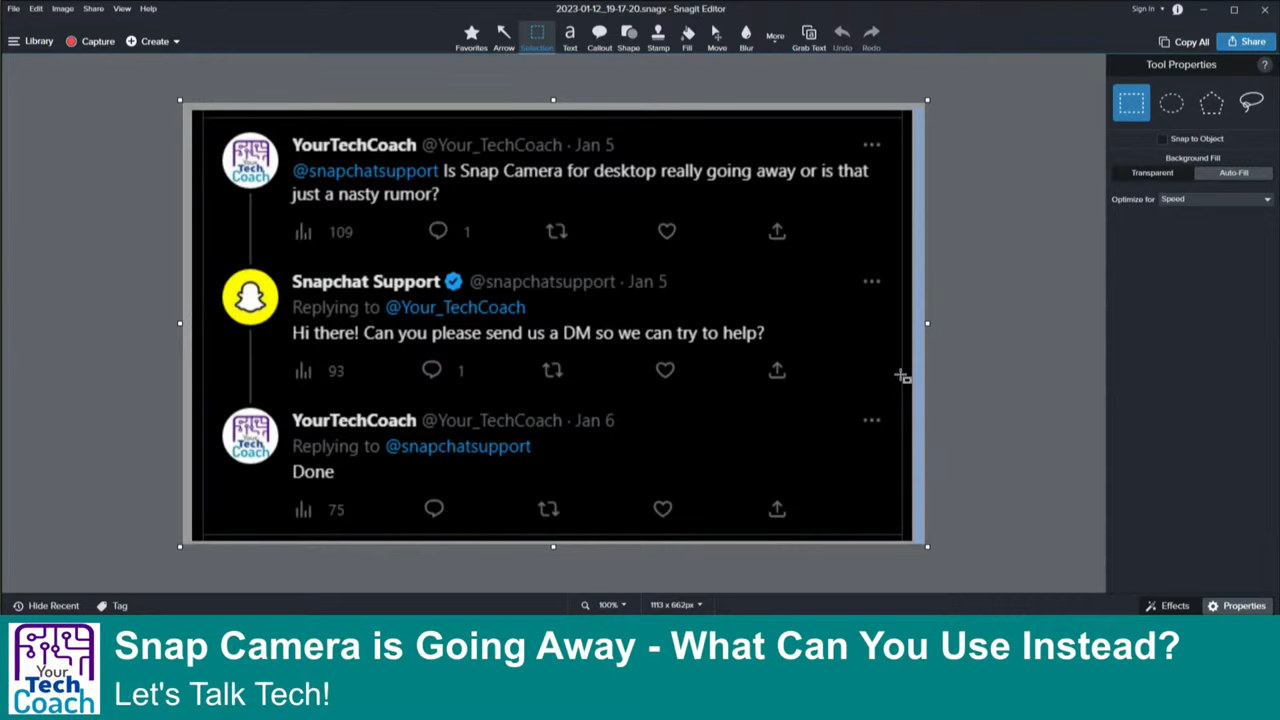 2023-01-12_19-17-20.snagx - SnagIt Editor
File Edit Image Share View Help
Sign In
Library Capture Create
Favorites Arrow Selection Text Callout Shape Stamp Fill Move Blur More Grab Text Undo Redo
Copy All Share
Tool Properties
Snap to Object
Background Fill
Transparent Auto-Fill
Optimize for Speed
YourTechCoach @Your_TechCoach · Jan 5
@snapchatsupport Is Snap Camera for desktop really going away or is that
just a nasty rumor?
109 1
Snapchat Support @snapchatsupport · Jan 5
Replying to @Your_TechCoach
Hi there! Can you please send us a DM so we can try to help?
93 1
YourTechCoach @Your_TechCoach · Jan 6
Replying to @snapchatsupport
Done
75
Your
Tech
Coach
Your
Tech
Coach
Hide Recent Tag 100% 1113 x 662px Effects Properties
Snap Camera is Going Away - What Can You Use Instead?
Let's Talk Tech!
Your
Tech
Coach